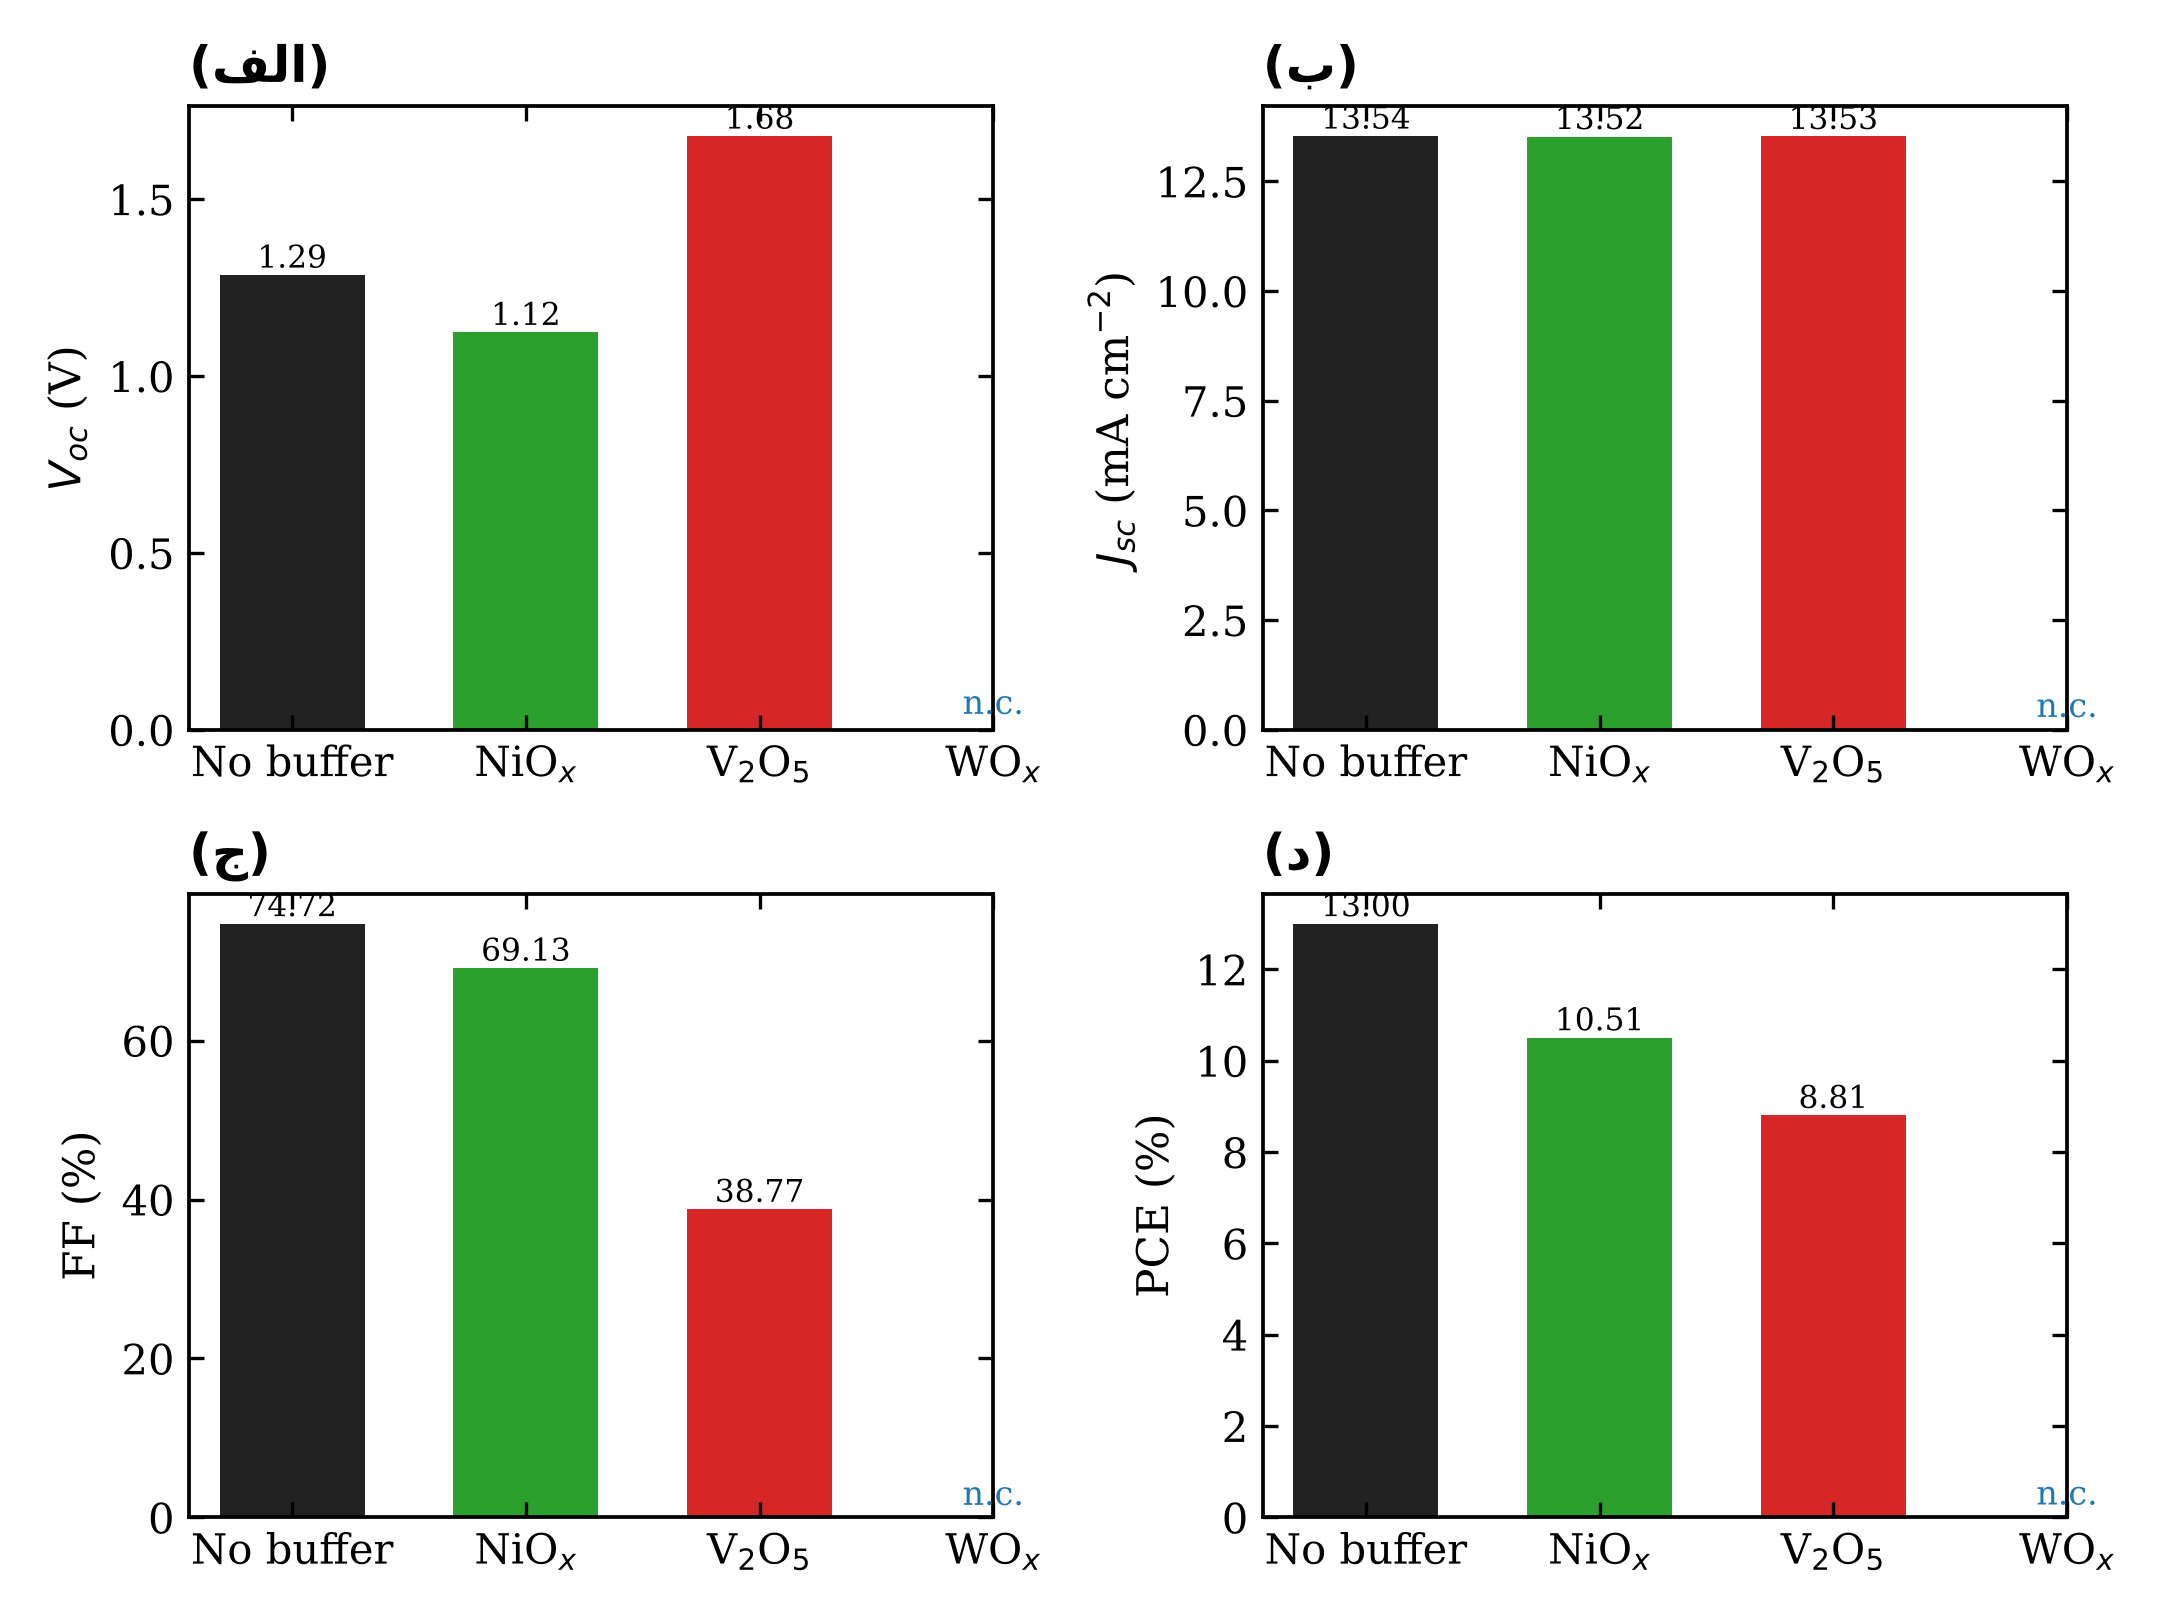 (الف)
1.29
1.12
1.68
V_oc (V)
1.5
1.0
0.5
0.0
n.c.
No buffer NiOₓ V₂O₅ WOₓ
(ب)
13.54
13.52
13.53
J_sc (mA cm⁻²)
12.5
10.0
7.5
5.0
2.5
0.0
n.c.
No buffer NiOₓ V₂O₅ WOₓ
(ج)
74.72
69.13
38.77
FF (%)
60
40
20
0
n.c.
No buffer NiOₓ V₂O₅ WOₓ
(د)
13.00
10.51
8.81
PCE (%)
12
10
8
6
4
2
0
n.c.
No buffer NiOₓ V₂O₅ WOₓ